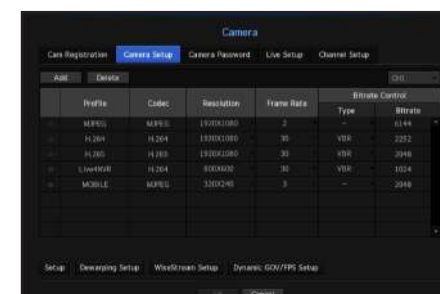 Camera
Cam Registration Camera Setup Camera Password Live Setup Channel Setup
Add Delete CH1
Profile Codec Resolution Frame Rate Bitrate Control
Type Bitrate
MJPEG MJPEG 1920X1080 2 - 6144
H.264 H.264 1920X1080 30 VBR 2252
H.265 H.265 1920X1080 30 VBR 2048
Live4NVR H.264 800X600 30 VBR 1024
MOBILE MJPEG 320X240 3 - 2048
Setup Dewarping Setup WiseStream Setup Dynamic GOV/FPS Setup
OK Cancel